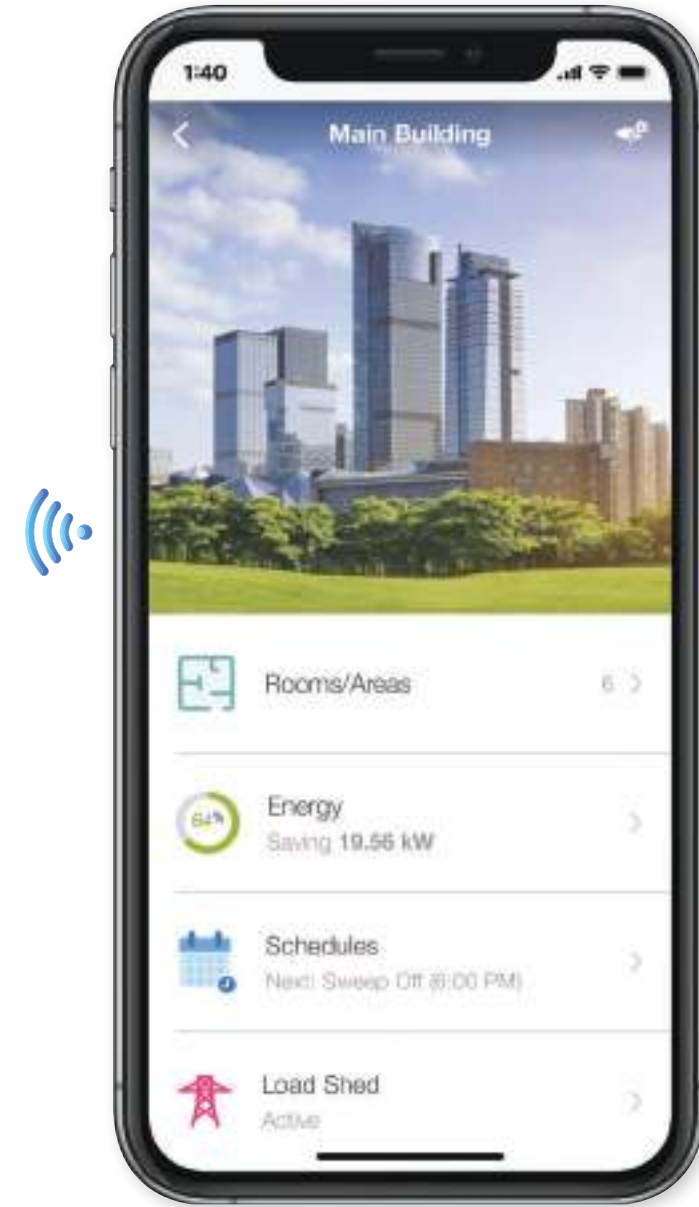 1:40
Main Building
Rooms/Areas
6
64%
Energy
Saving 19.56 kW
Schedules
Next: Sweep Off (6:00 PM)
Load Shed
Active